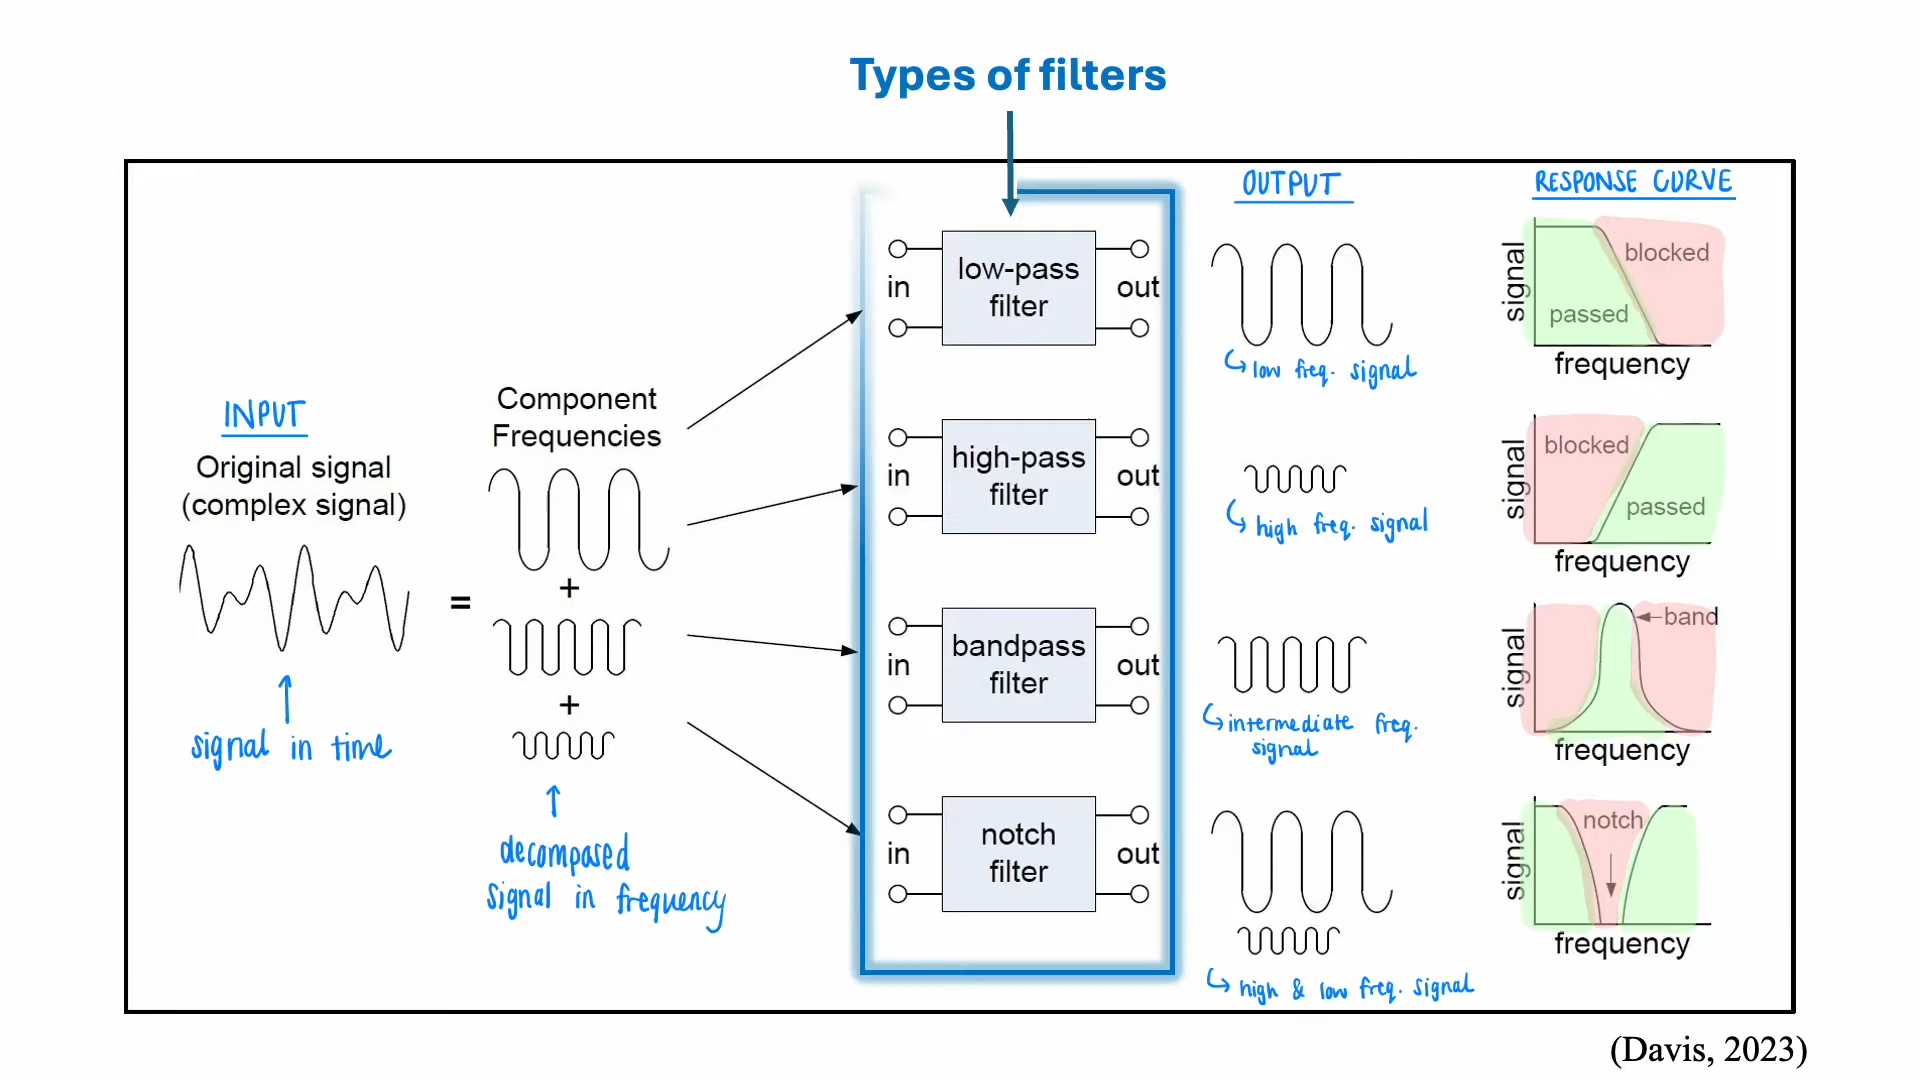 Types of filters
INPUT
Original signal
(complex signal)
signal in time
=
Component
Frequencies
+
+
decomposed
signal in frequency
in
low-pass
filter
out
in
high-pass
filter
out
in
bandpass
filter
out
in
notch
filter
out
OUTPUT
low freq. signal
high freq. signal
intermediate freq.
signal
high & low freq. signal
RESPONSE CURVE
signal
blocked
passed
frequency
signal
blocked
passed
frequency
signal
band
frequency
signal
notch
frequency
(Davis, 2023)